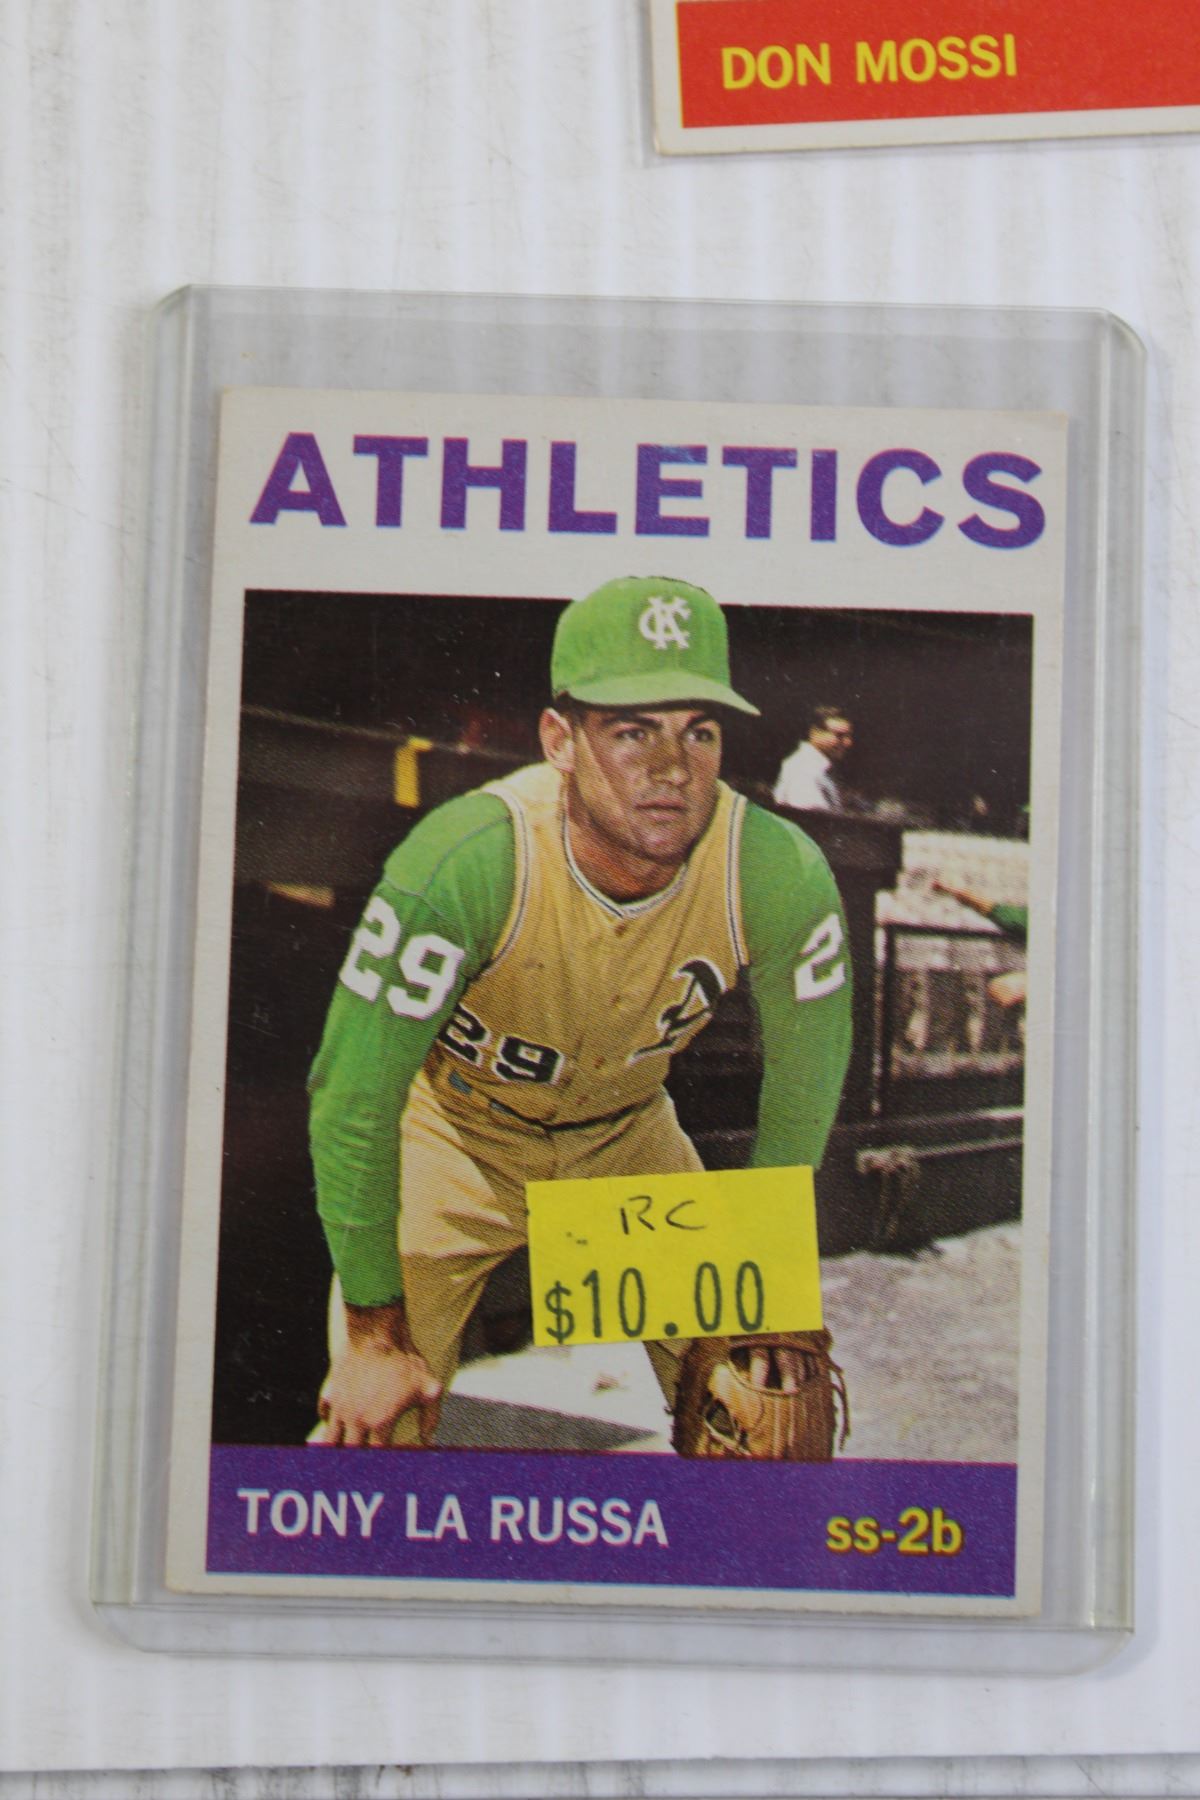 DON MOSSI
ATHLETICS
KC
29
2
29
A
RC
$10.00
TONY LA RUSSA
ss-2b